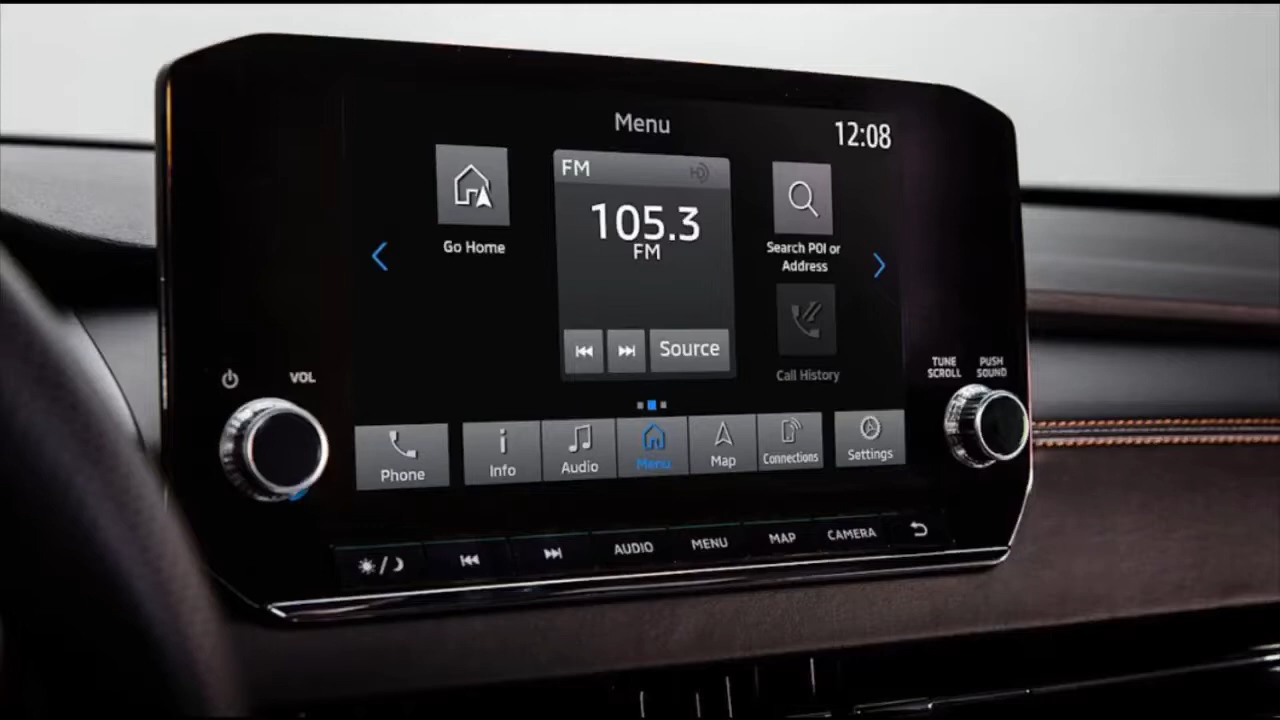 Menu
12:08
FM
HD
105.3
FM
Go Home
Search POI or
Address
Source
Call History
VOL
TUNE
SCROLL
PUSH
SOUND
Phone
Info
Audio
Menu
Map
Connections
Settings
AUDIO
MENU
MAP
CAMERA